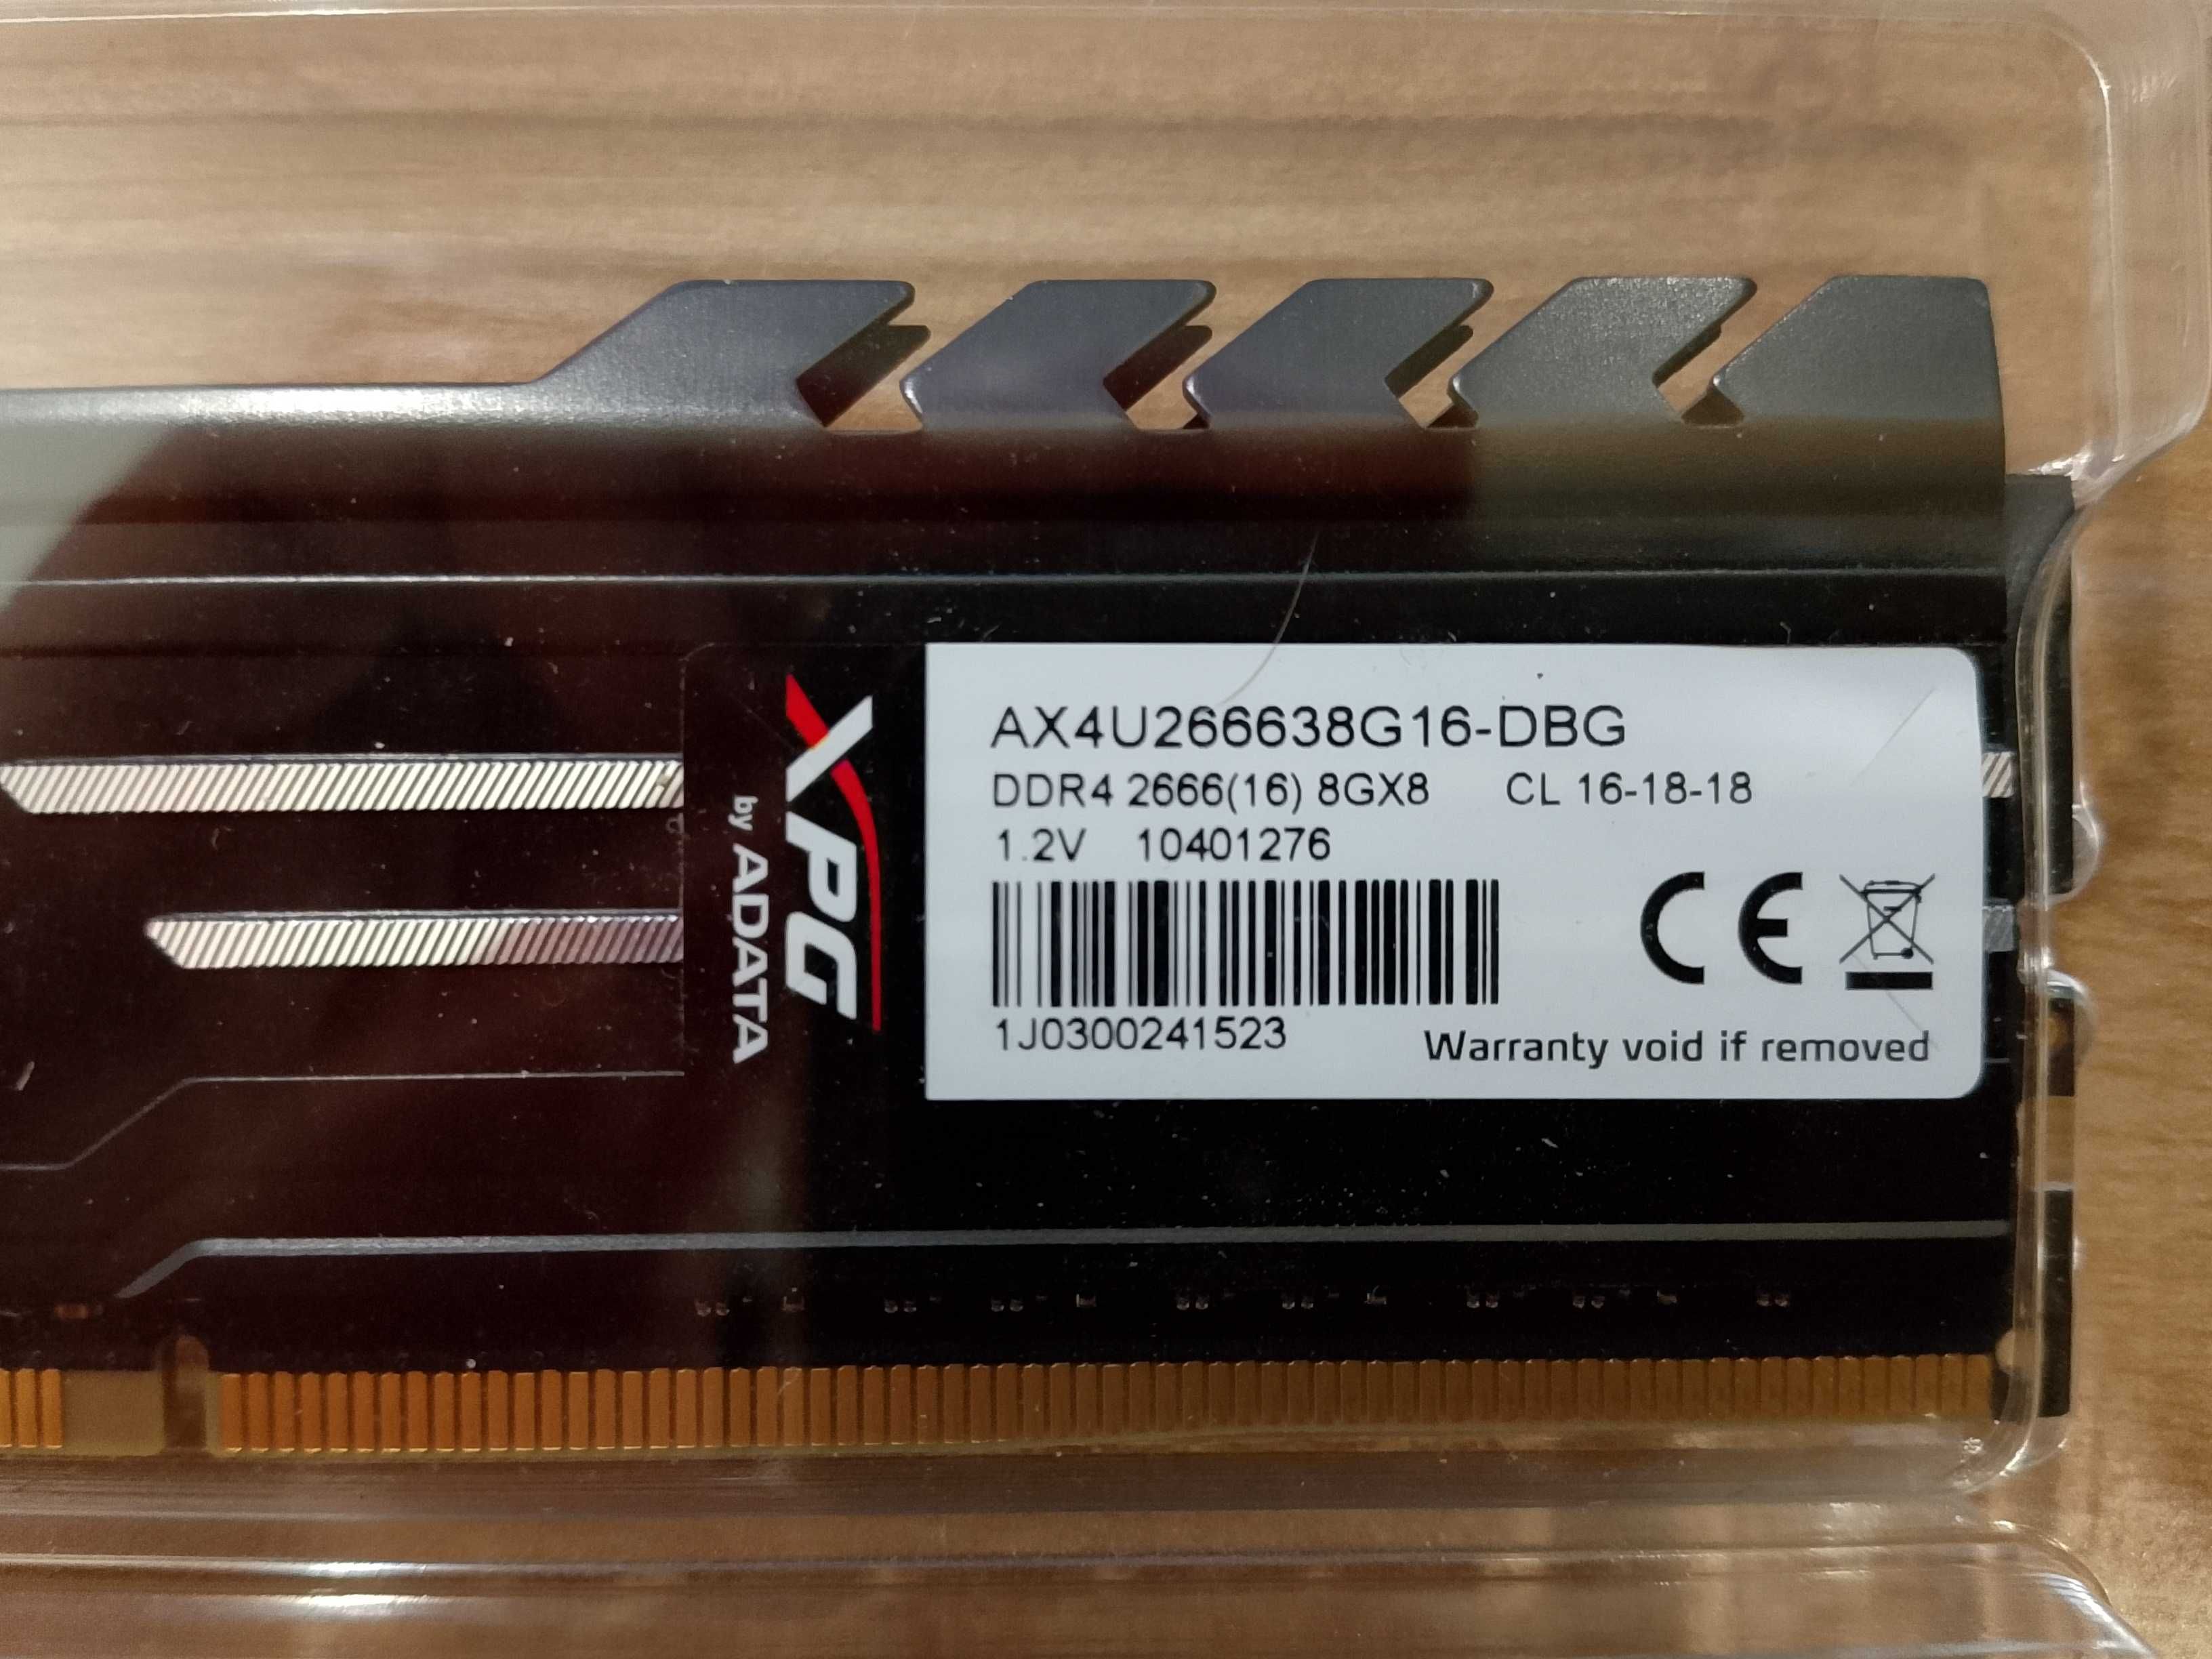 XPG
by ADATA
AX4U266638G16-DBG
DDR4 2666(16) 8GX8 CL 16-18-18
1.2V 10401276
CE
1J0300241523
Warranty void if removed